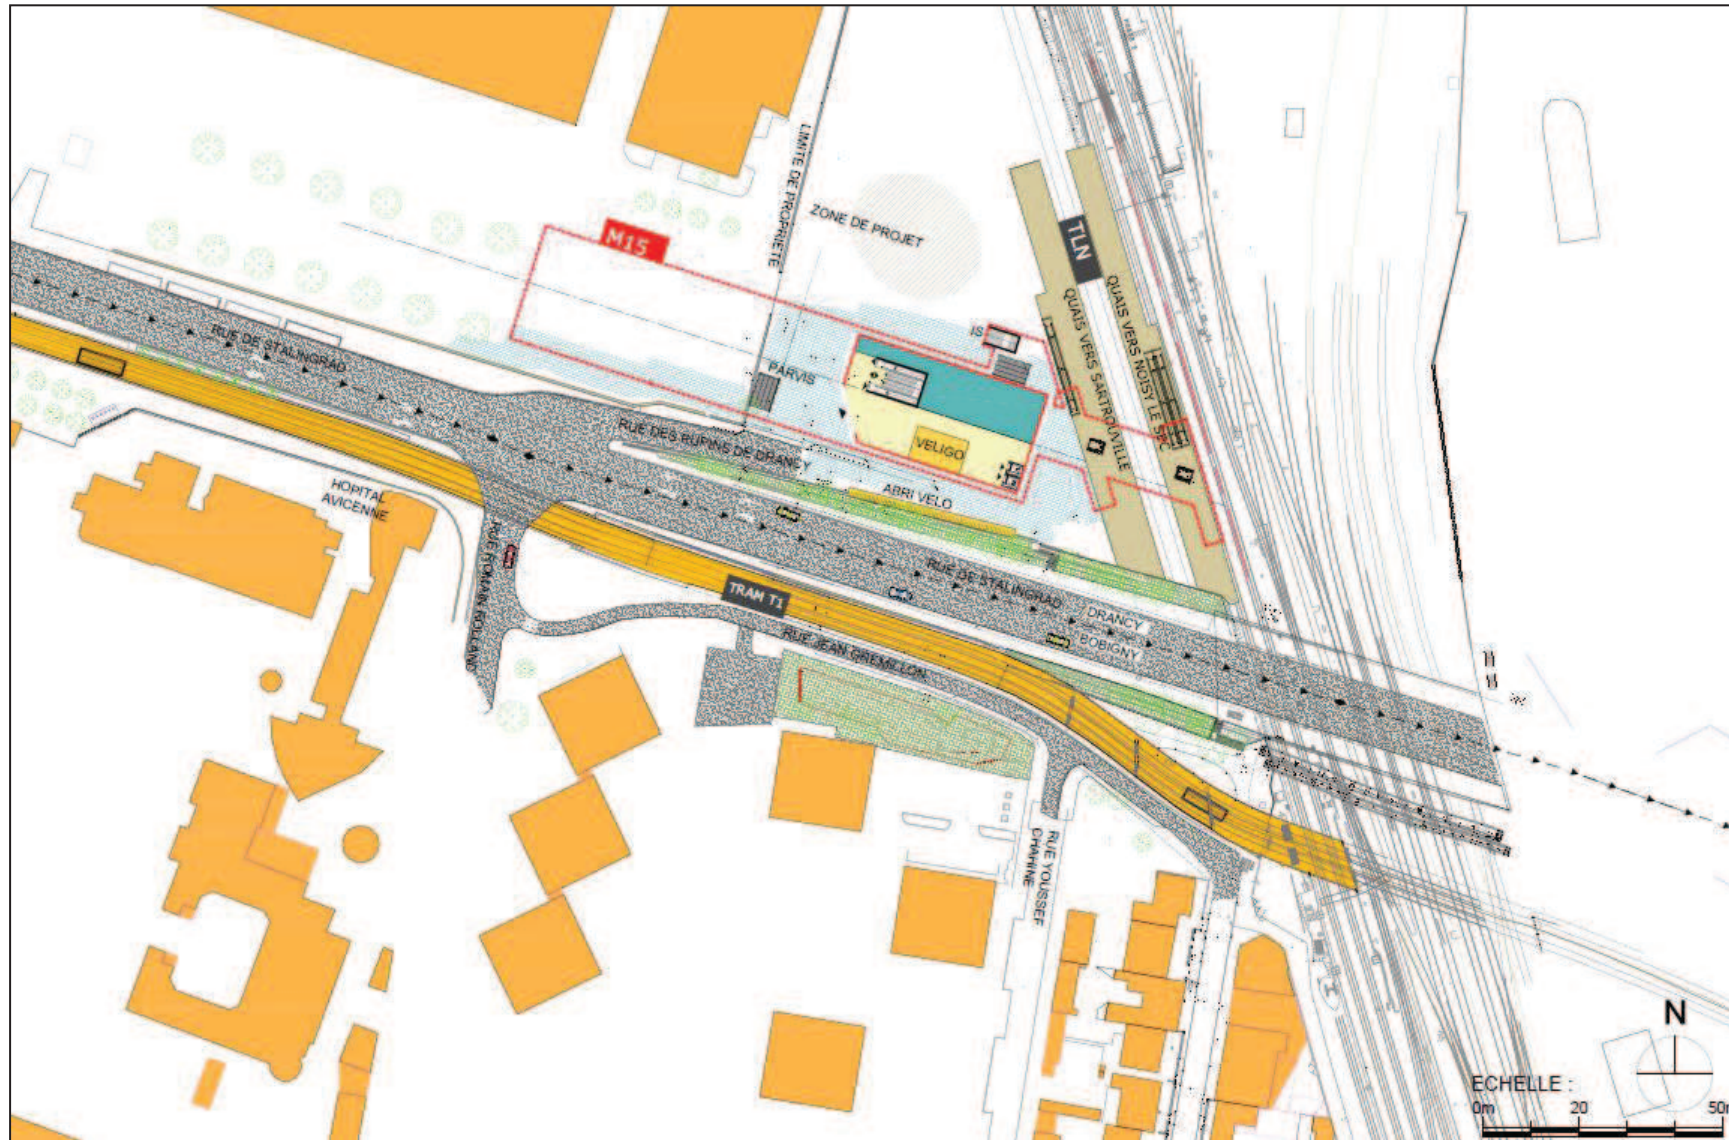 LIMITE DE PROPRIETE
ZONE DE PROJET
M15
TLN
QUAIS VERS SARTROUVILLE
QUAIS VERS NOISY LE SEC
IS
RUE DE STALINGRAD
PARVIS
RUE DES RUPINS DE DRANCY
VELIGO
ABRI VELO
HOPITAL
AVICENNE
RUE ROMAIN ROLLAND
TRAM T1
RUE DE STALINGRAD
DRANCY
BOBIGNY
RUE JEAN GREMILLON
RUE YOUSSEF
CHAHINE
N
ECHELLE :
0m 20 50m